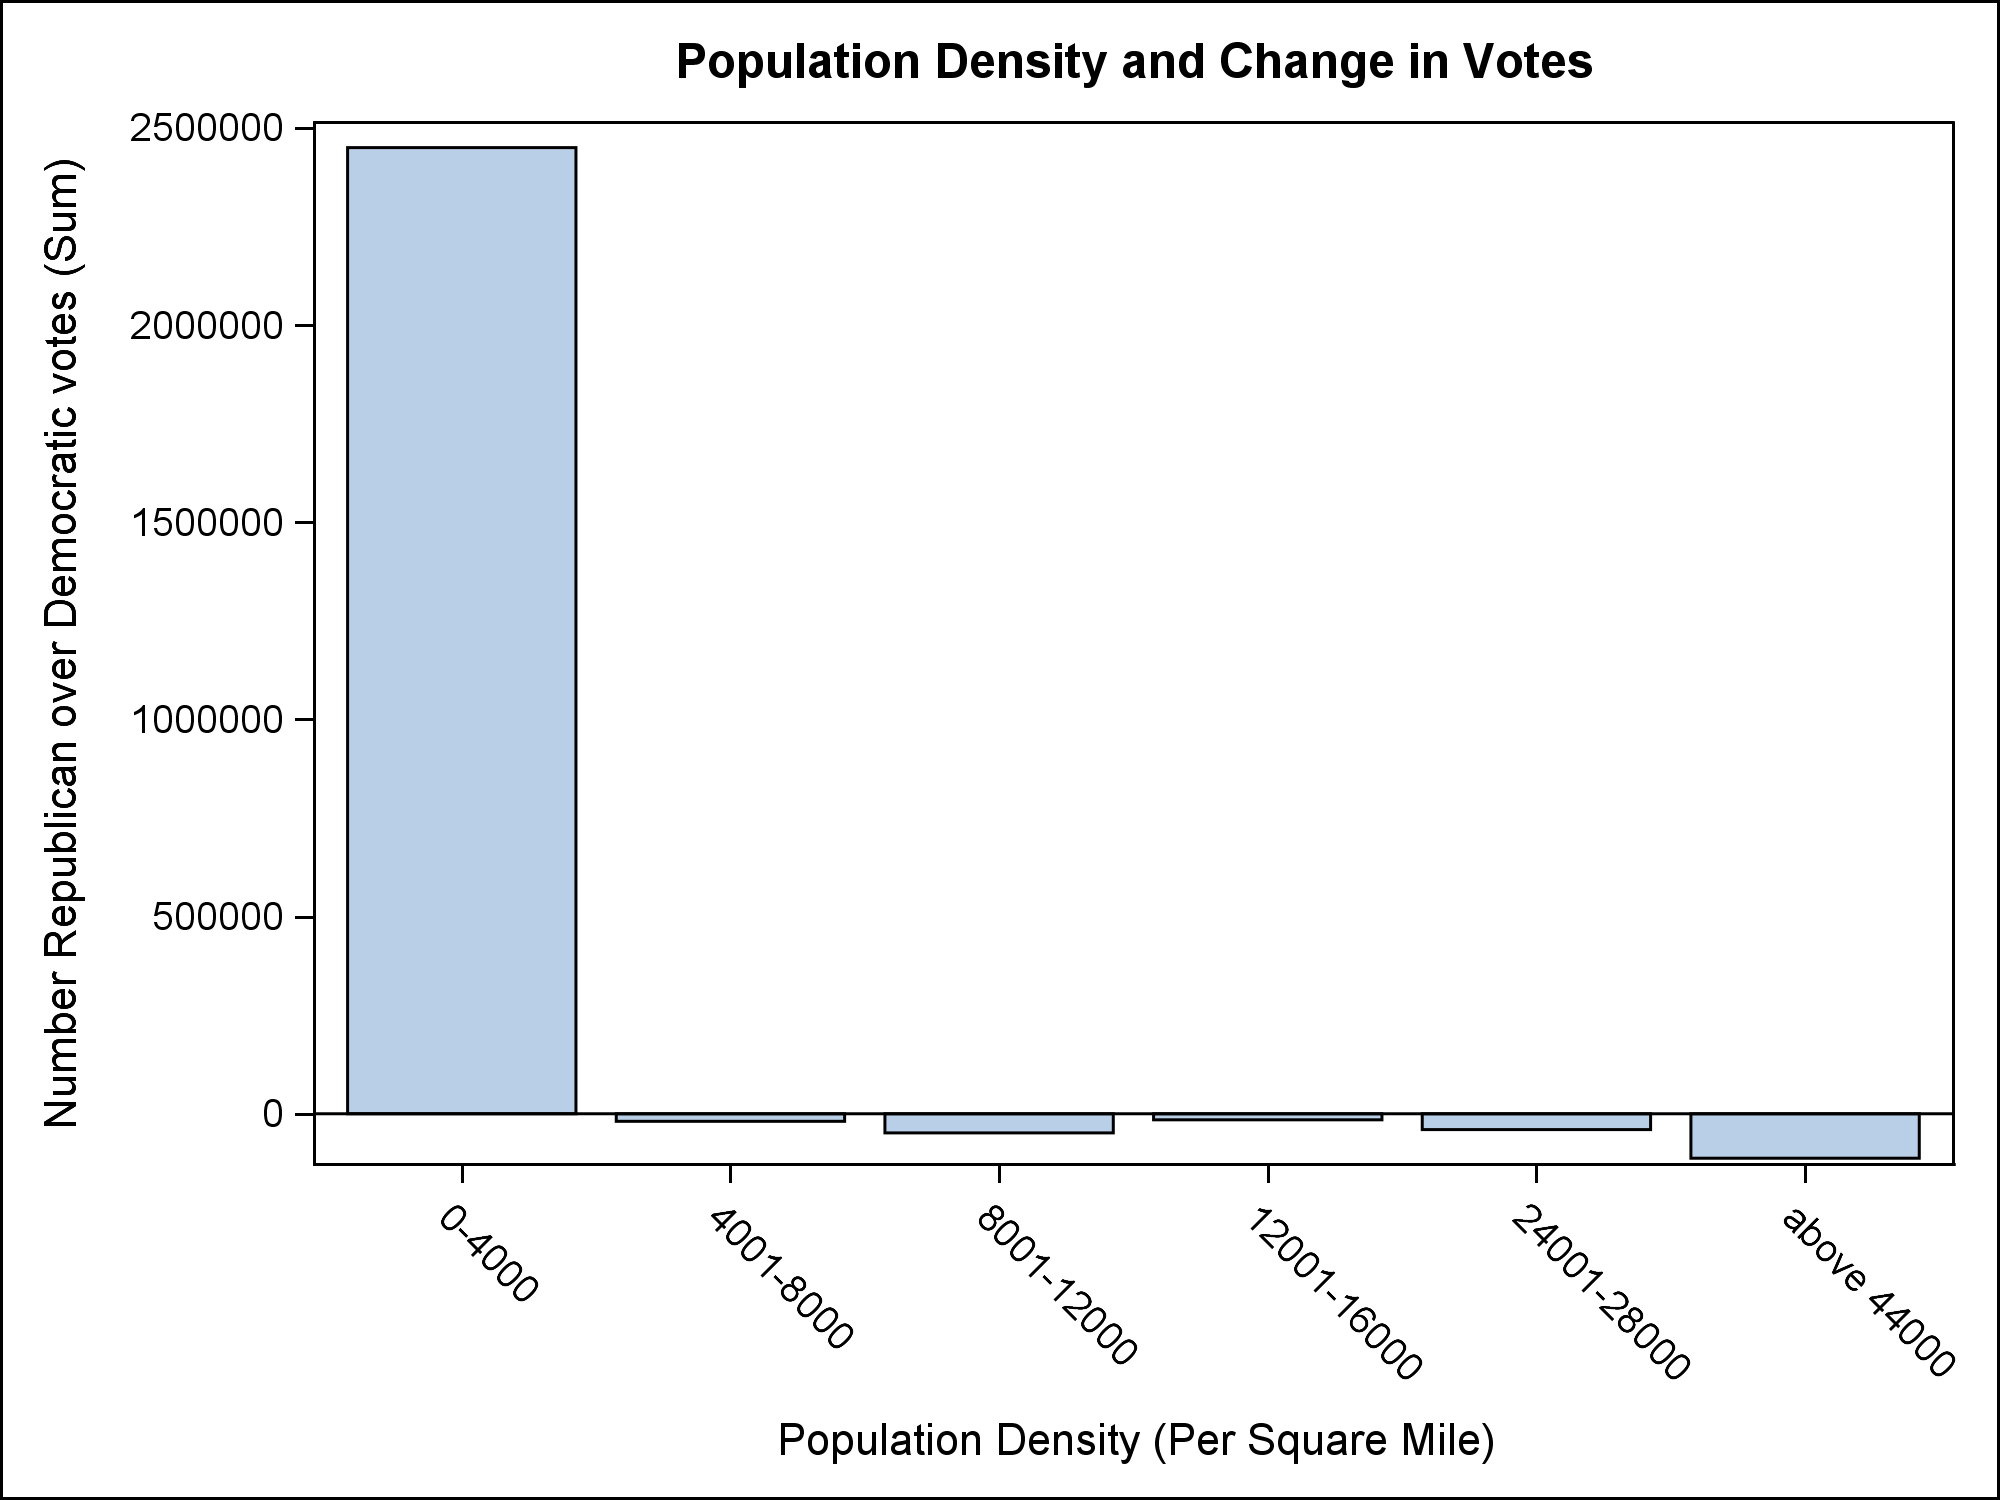 Population Density and Change in Votes
Number Republican over Democratic votes (Sum)
2500000
2000000
1500000
1000000
500000
0
0-4000
4001-8000
8001-12000
12001-16000
24001-28000
above 44000
Population Density (Per Square Mile)